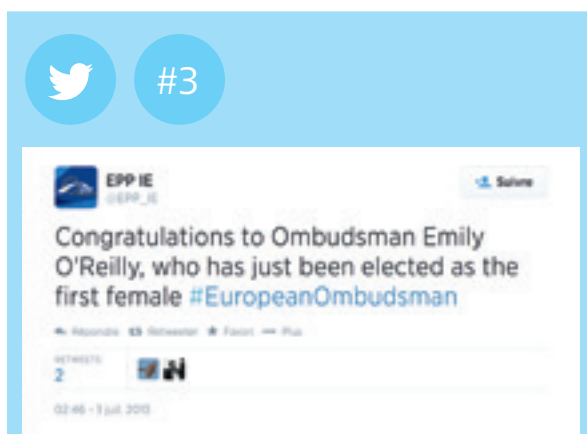 #3
EPP IE
@EPP_IE
Suivre
Congratulations to Ombudsman Emily
O'Reilly, who has just been elected as the
first female #EuropeanOmbudsman
Répondre Retweeter Favori Plus
RETWEETS
2
02:46 - 3 juil. 2013